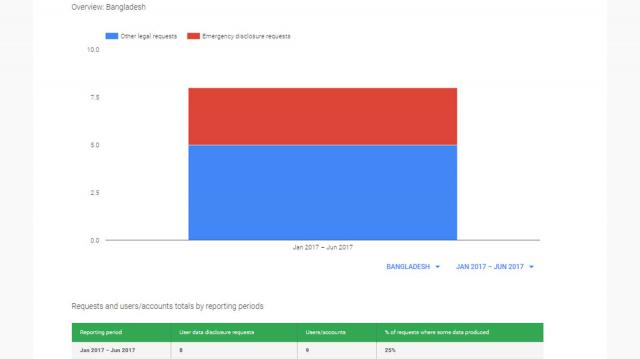 Overview: Bangladesh
Other legal requests Emergency disclosure requests
10.0
7.5
5.0
2.5
0.0
Jan 2017 – Jun 2017
BANGLADESH JAN 2017 – JUN 2017
Requests and users/accounts totals by reporting periods
Reporting period User data disclosure requests Users/accounts % of requests where some data produced
Jan 2017 – Jun 2017 8 9 25%